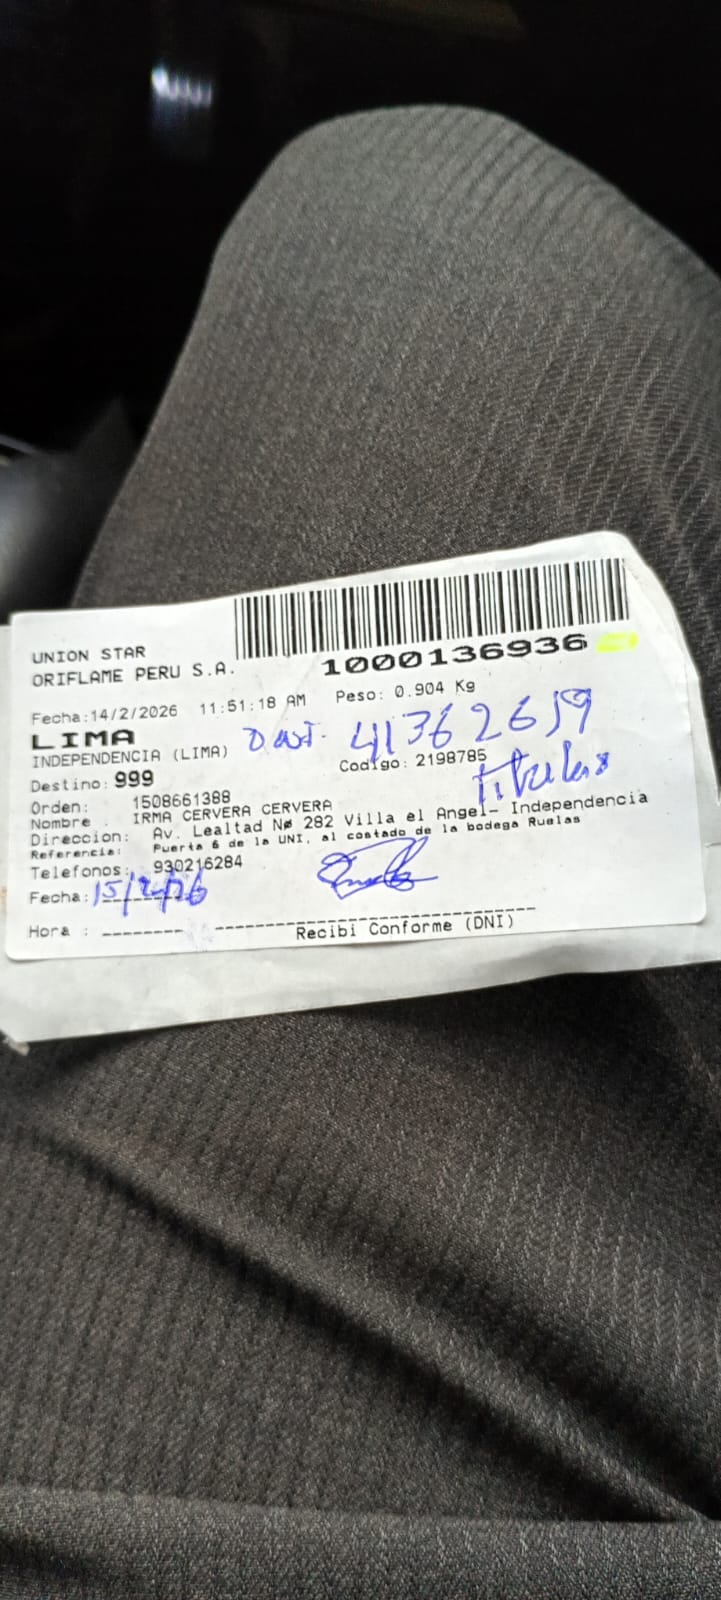 UNION STAR
ORIFLAME PERU S.A.
1000136936
Fecha:14/2/2026 11:51:18 AM Peso: 0.904 Kg
LIMA
INDEPENDENCIA (LIMA)
41362619
Destino: 999 Codigo: 2198785
Titular
Orden: 1508661388
Nombre . IRMA CERVERA CERVERA
Direccion: Av. Lealtad Nø 282 Villa el Angel- Independencia
Referencia: Puerta 6 de la UNI, al costado de la bodega Ruelas
Telefonos: 930216284
Fecha: 15/2/26
Hora : --------
Recibi Conforme (DNI)